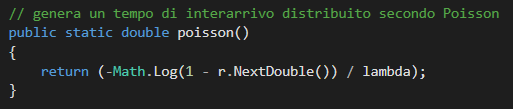 // genera un tempo di interarrivo distribuito secondo Poisson
public static double poisson()
{
    return (-Math.Log(1 - r.NextDouble()) / lambda);
}